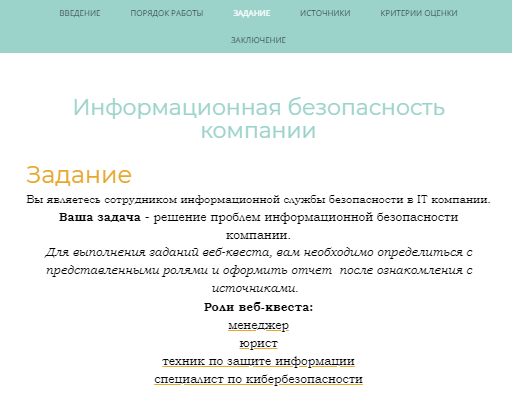 ВВЕДЕНИЕ ПОРЯДОК РАБОТЫ ЗАДАНИЕ ИСТОЧНИКИ КРИТЕРИИ ОЦЕНКИ
ЗАКЛЮЧЕНИЕ
Информационная безопасность
компании
Задание
Вы являетесь сотрудником информационной службы безопасности в IT компании.
Ваша задача - решение проблем информационной безопасности
компании.
Для выполнения заданий веб-квеста, вам необходимо определиться с
представленными ролями и оформить отчет после ознакомления с
источниками.
Роли веб-квеста:
менеджер
юрист
техник по защите информации
специалист по кибербезопасности